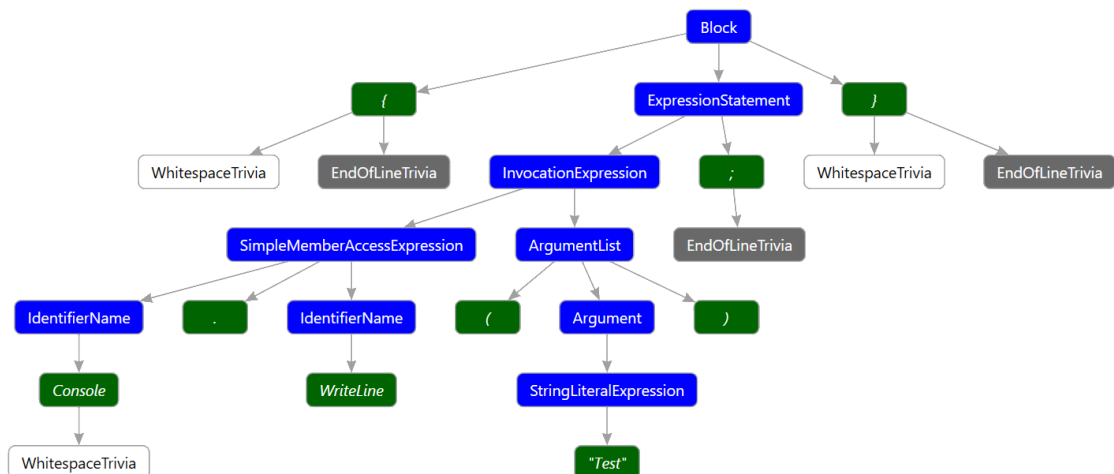 Block
{
ExpressionStatement
}
WhitespaceTrivia
EndOfLineTrivia
InvocationExpression
;
WhitespaceTrivia
EndOfLineTrivia
SimpleMemberAccessExpression
ArgumentList
EndOfLineTrivia
IdentifierName
.
IdentifierName
(
Argument
)
Console
WriteLine
StringLiteralExpression
WhitespaceTrivia
"Test"